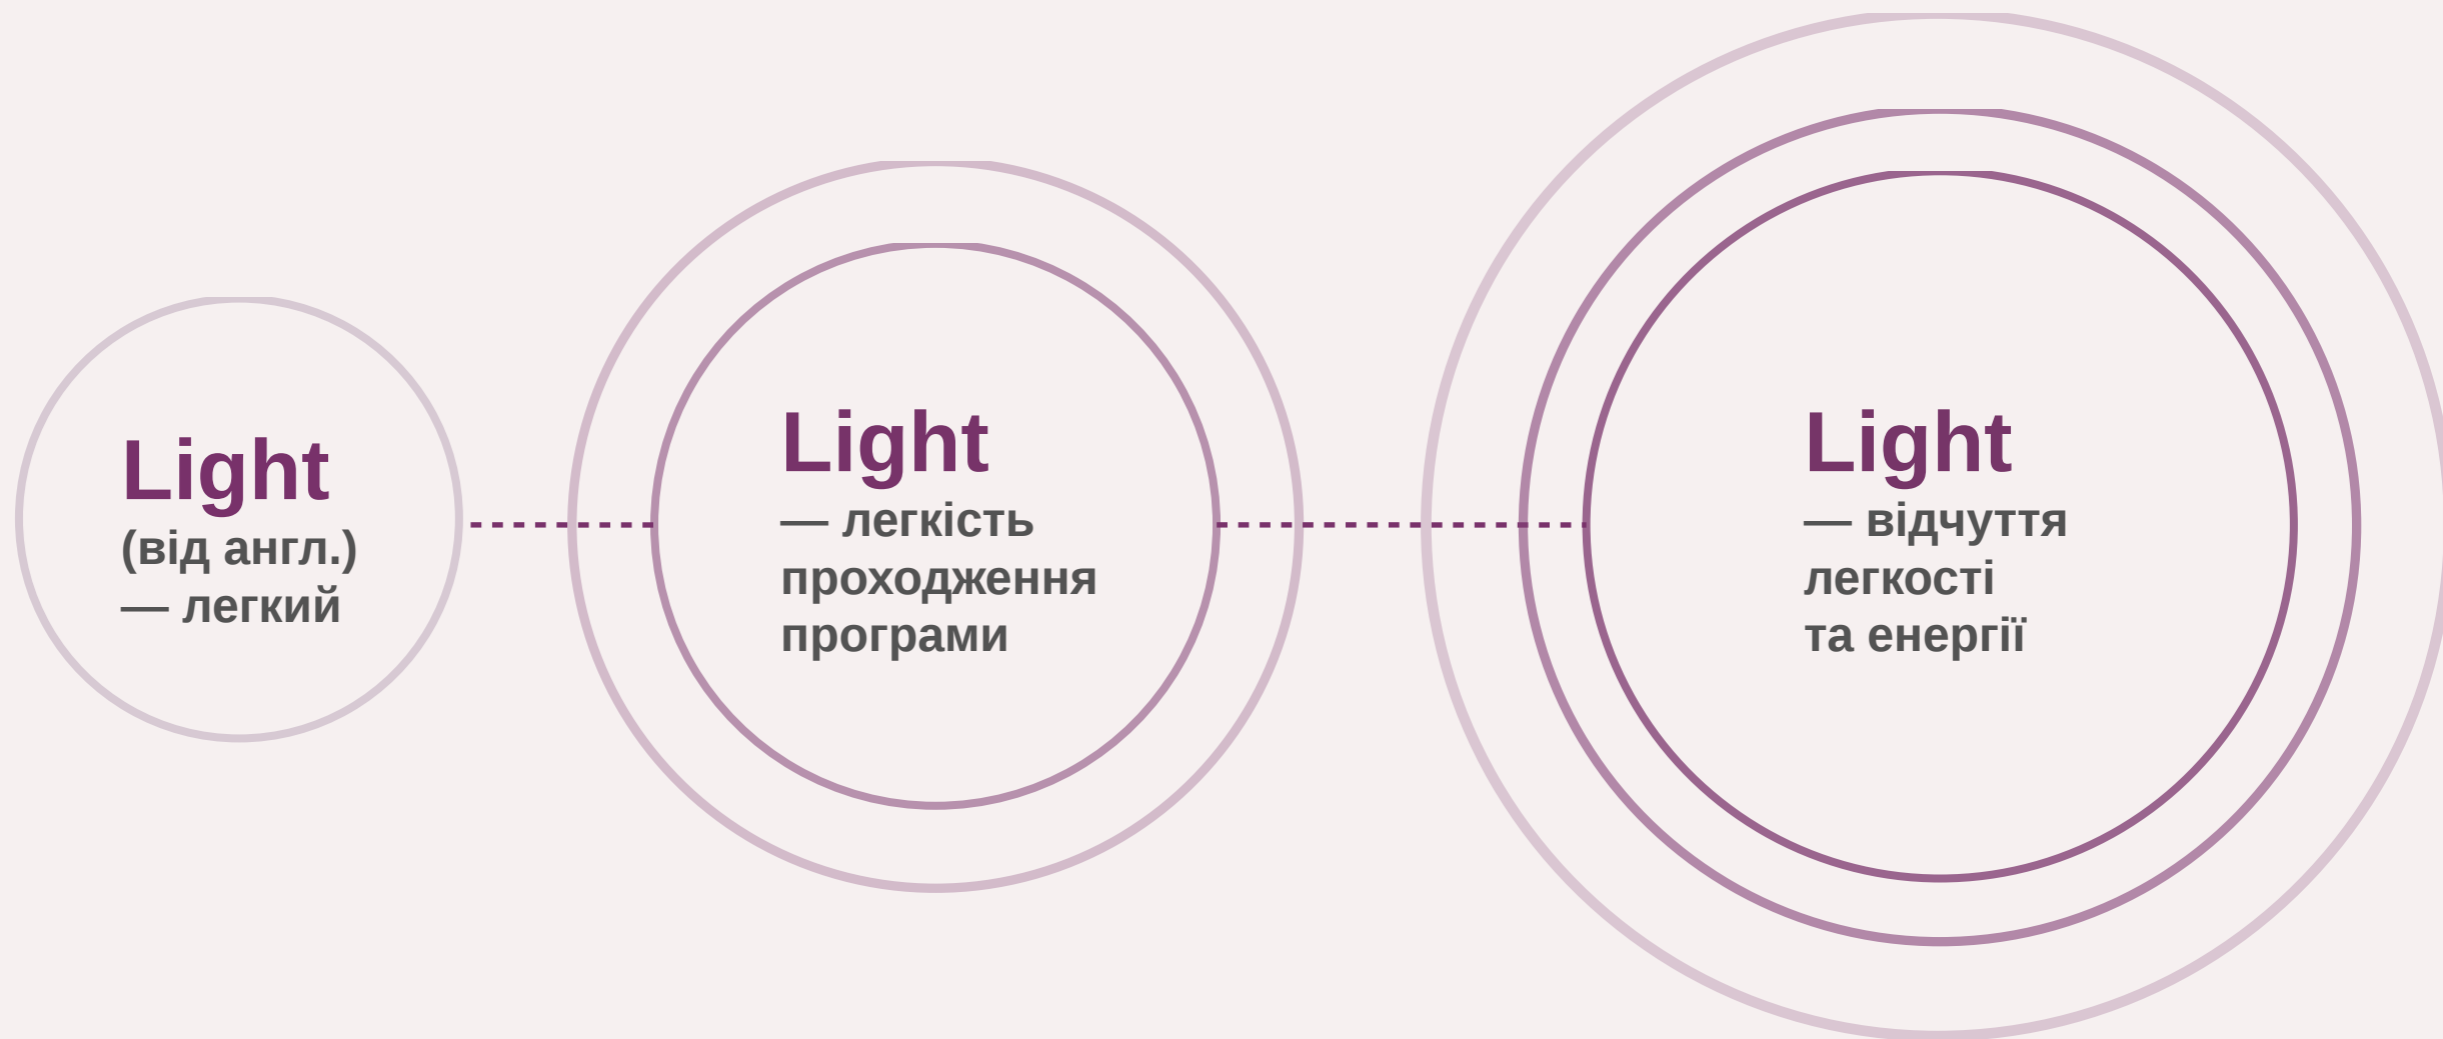 Light
(від англ.)
— легкий
Light
— легкість
проходження
програми
Light
— відчуття
легкості
та енергії